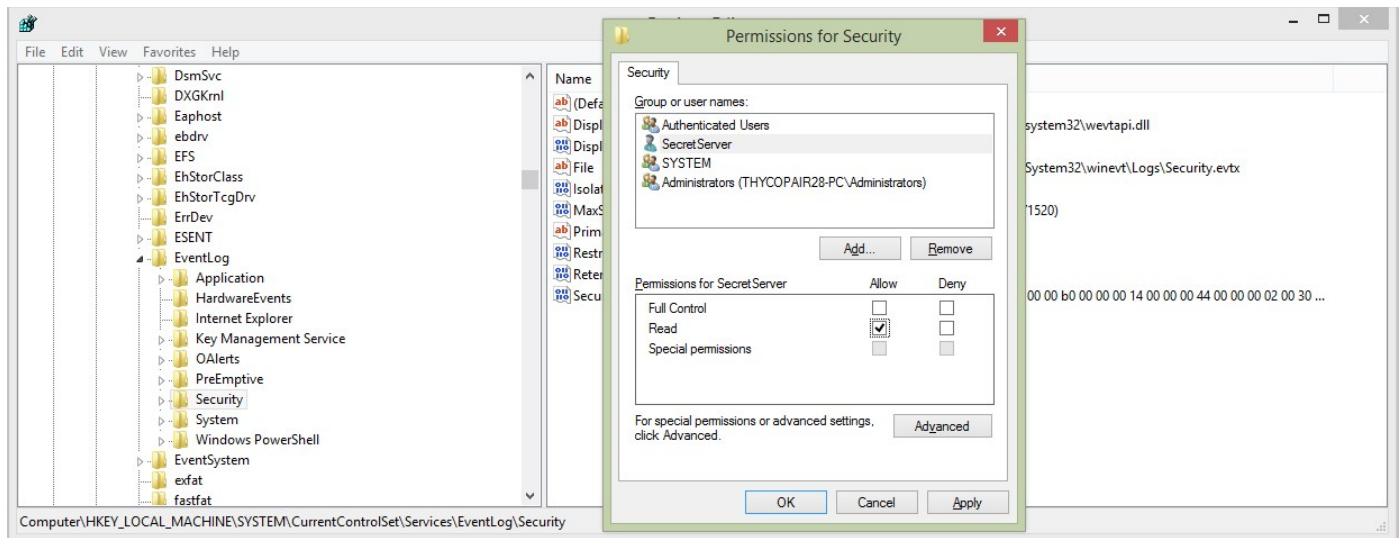 File Edit View Favorites Help
DsmSvc
DXGKrnl
Eaphost
ebdrv
EFS
EhStorClass
EhStorTcgDrv
ErrDev
ESENT
EventLog
Application
HardwareEvents
Internet Explorer
Key Management Service
OAlerts
PreEmptive
Security
System
Windows PowerShell
EventSystem
exfat
fastfat
Name
(Defa
Displ
Displ
File
Isolat
MaxS
Prim
Restr
Reten
Secu
Permissions for Security
Security
Group or user names:
Authenticated Users
SecretServer
SYSTEM
Administrators (THYCOPAIR28-PC\Administrators)
Add... Remove
Permissions for SecretServer Allow Deny
Full Control
Read
Special permissions
For special permissions or advanced settings,
click Advanced.
Advanced
OK Cancel Apply
system32\wevtapi.dll
System32\winevt\Logs\Security.evtx
1520)
00 00 b0 00 00 00 14 00 00 00 44 00 00 00 02 00 30 ...
Computer\HKEY_LOCAL_MACHINE\SYSTEM\CurrentControlSet\Services\EventLog\Security